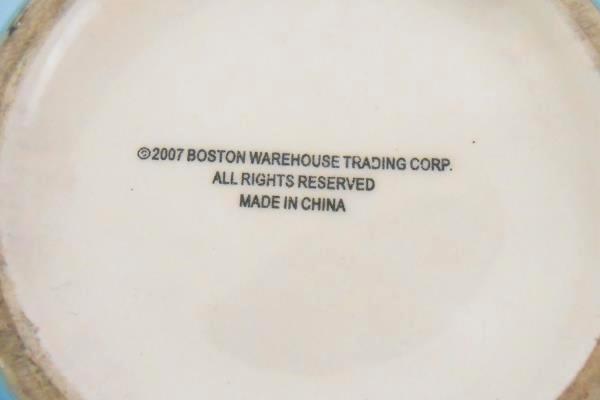 ©2007 BOSTON WAREHOUSE TRADING CORP.
ALL RIGHTS RESERVED
MADE IN CHINA